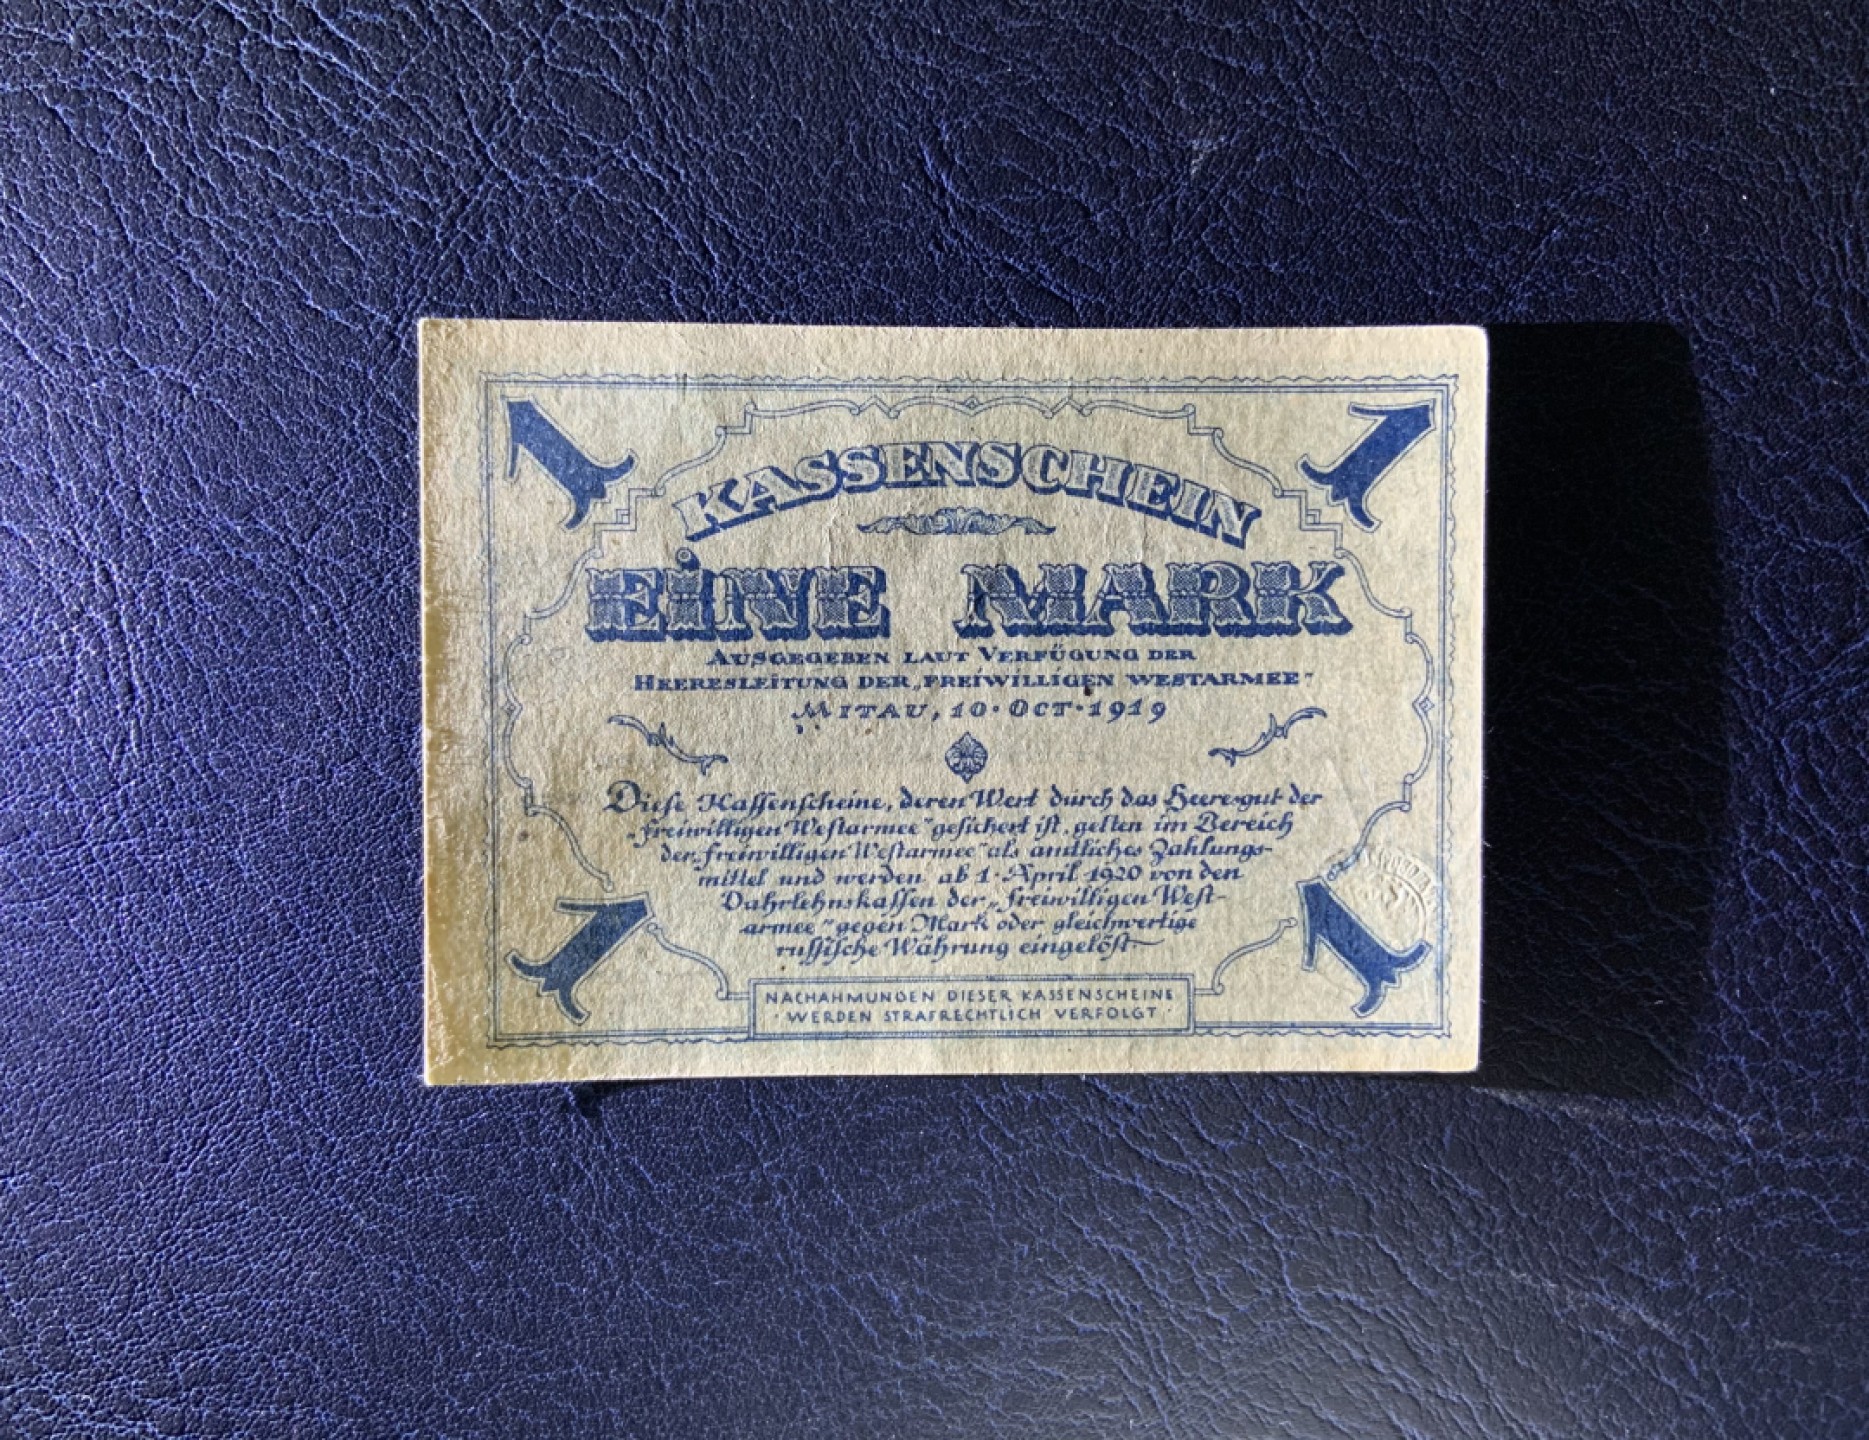 1 1
KASSENSCHEIN
EiNE MARK
AUSGEGEBEN LAUT VERFÜGUNG DER
HEERESLEITUNG DER „FREIWILLIGEN WESTARMEE"
MITAU, 10·OCT·1919
Diese Kassenscheine, deren Wert durch das Heeresgut der
„Freiwilligen Westarmee" gesichert ist, gelten im Bereich
der „Freiwilligen Westarmee" als amtliches Zahlungs-
mittel und werden ab 1·April 1920 von den
Dahrlehnskassen der „Freiwilligen West-
armee" gegen Mark oder gleichwertige
russische Währung eingelöst
1 1
NACHAHMUNGEN DIESER KASSENSCHEINE
·WERDEN STRAFRECHTLICH VERFOLGT·